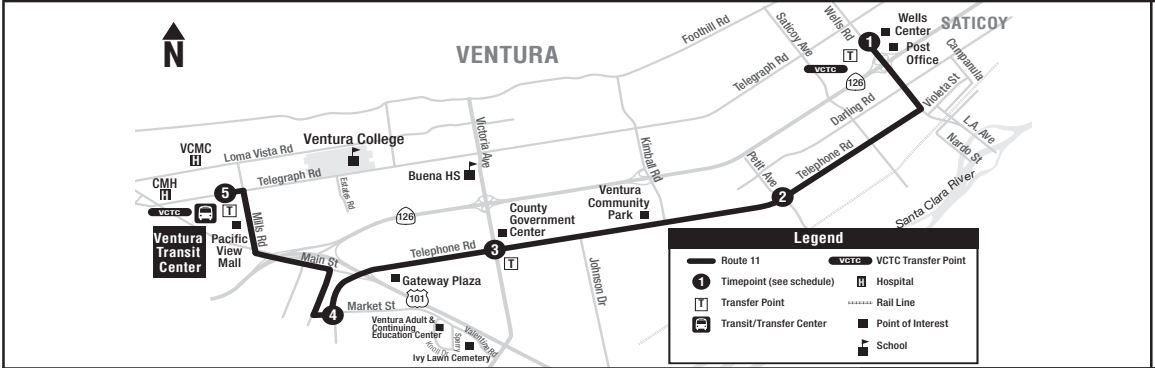 N
VENTURA
SATICOY
Foothill Rd
Saticoy Ave
Wells Rd
Wells
Center
Post
Office
1
T
VCTC
126
Campanula
Violeta St
Telegraph Rd
Darling Rd
L.A. Ave
Nardo St
Santa Clara River
Victoria Ave
Kimball Rd
Petit Ave
Telephone Rd
2
Ventura College
VCMC
H
Loma Vista Rd
Telegraph Rd
Estates Rd
Buena HS
CMH
H
5
VCTC
T
Ventura
Transit
Center
Pacific
View
Mall
Mills Rd
Main St
126
Ventura
Community
Park
County
Government
Center
Telephone Rd
3
T
Johnson Dr
Gateway Plaza
101
Market St
4
Ventura Adult &
Continuing
Education Center
Knoll Dr
Sperry
Valentine Rd
Ivy Lawn Cemetery
Legend
Route 11
VCTC VCTC Transfer Point
1 Timepoint (see schedule)
H Hospital
T Transfer Point
Rail Line
Transit/Transfer Center
Point of Interest
School